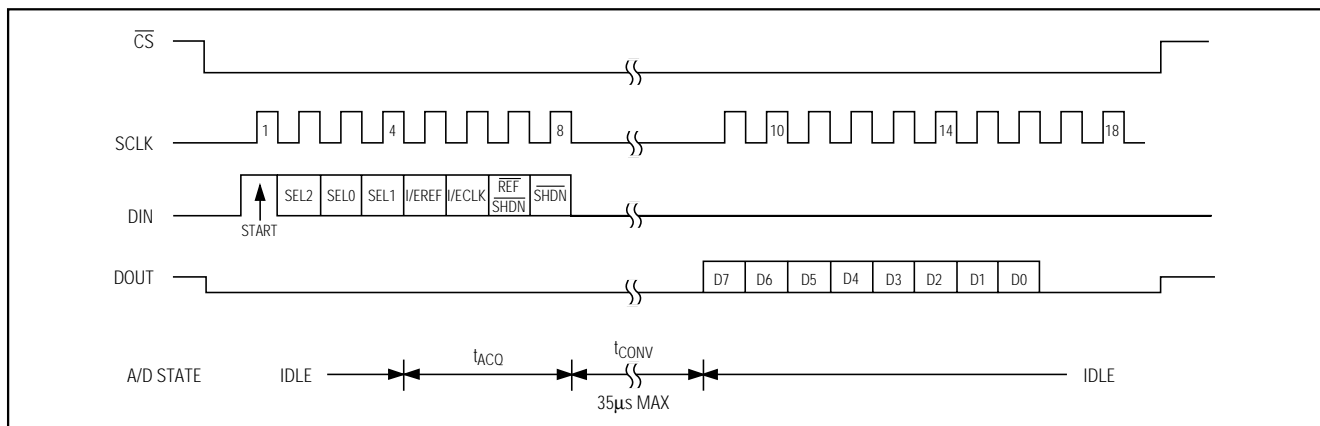 CS
SCLK 1 4 8 10 14 18
DIN START SEL2 SEL0 SEL1 I/EREF I/ECLK REF SHDN SHDN
DOUT D7 D6 D5 D4 D3 D2 D1 D0
A/D STATE IDLE tACQ tCONV 35µs MAX IDLE